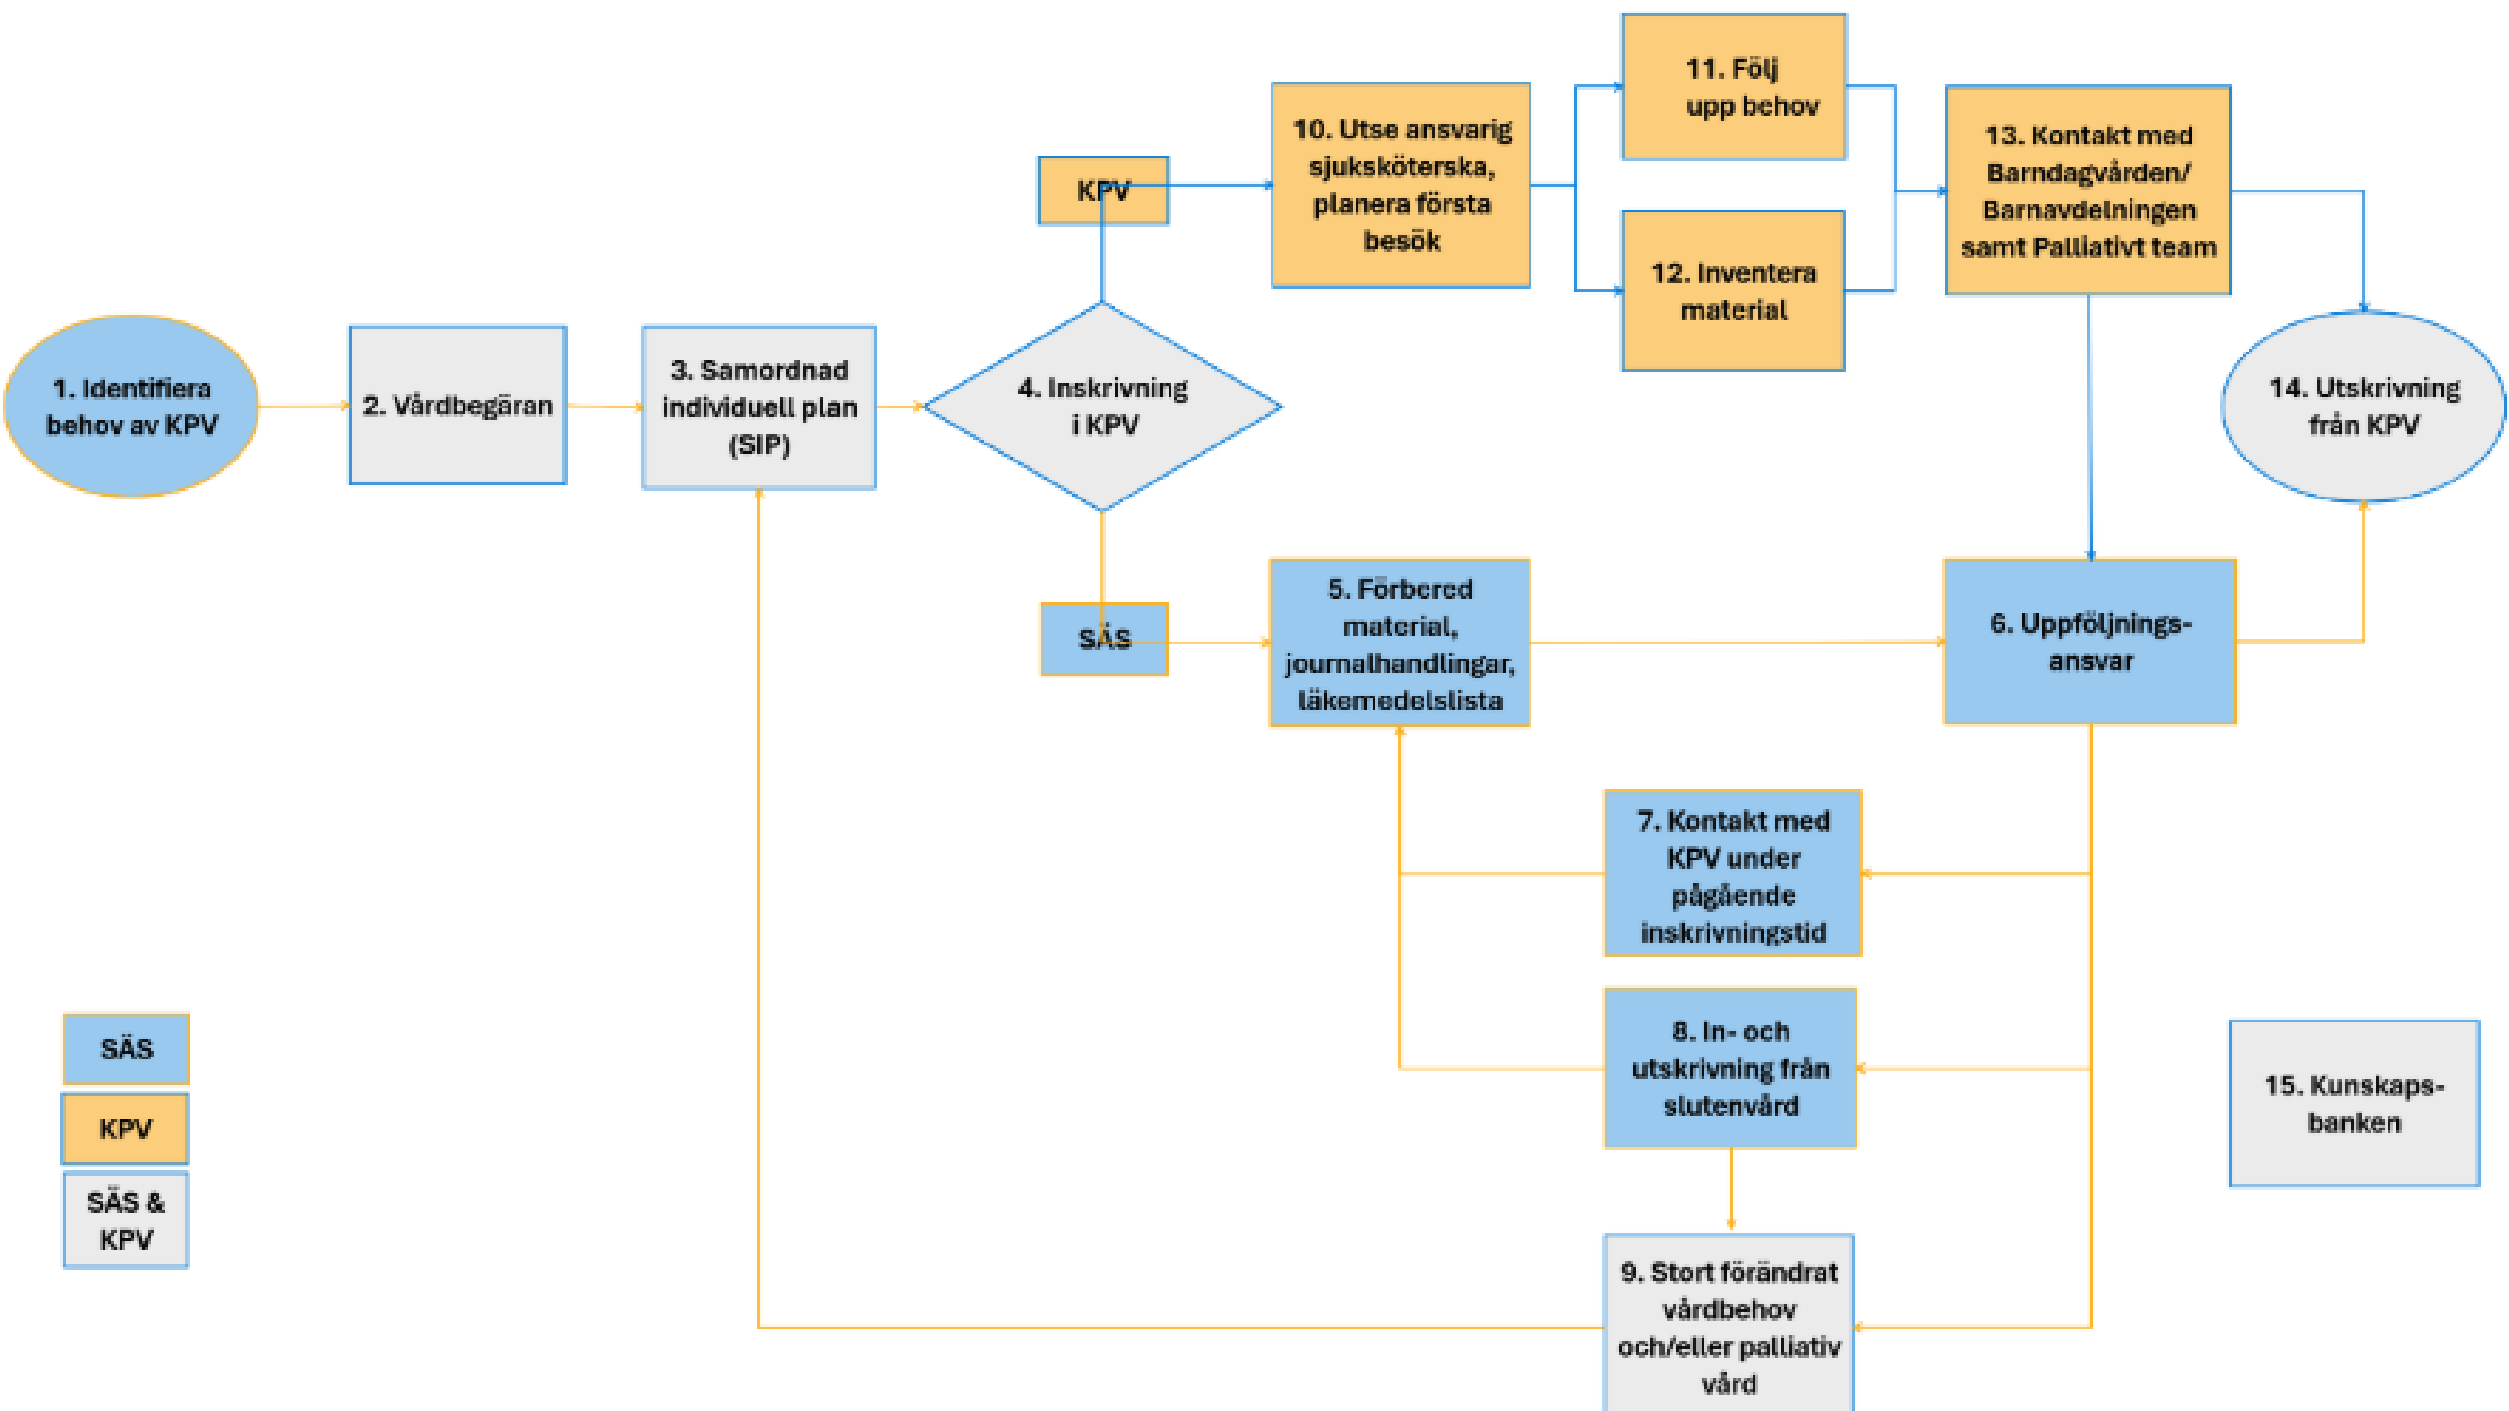 1. Identifiera
behov av KPV
2. Vårdbegäran
3. Samordnad
individuell plan
(SIP)
4. Inskrivning
i KPV
KPV
10. Utse ansvarig
sjuksköterska,
planera första
besök
11. Följ
upp behov
12. Inventera
material
13. Kontakt med
Barndagvården/
Barnavdelningen
samt Palliativt team
14. Utskrivning
från KPV
SÄS
5. Förbered
material,
journalhandlingar,
läkemedelslista
6. Uppföljnings-
ansvar
7. Kontakt med
KPV under
pågående
inskrivningstid
8. In- och
utskrivning från
slutenvård
9. Stort förändrat
vårdbehov
och/eller palliativ
vård
15. Kunskaps-
banken
SÄS
KPV
SÄS &
KPV